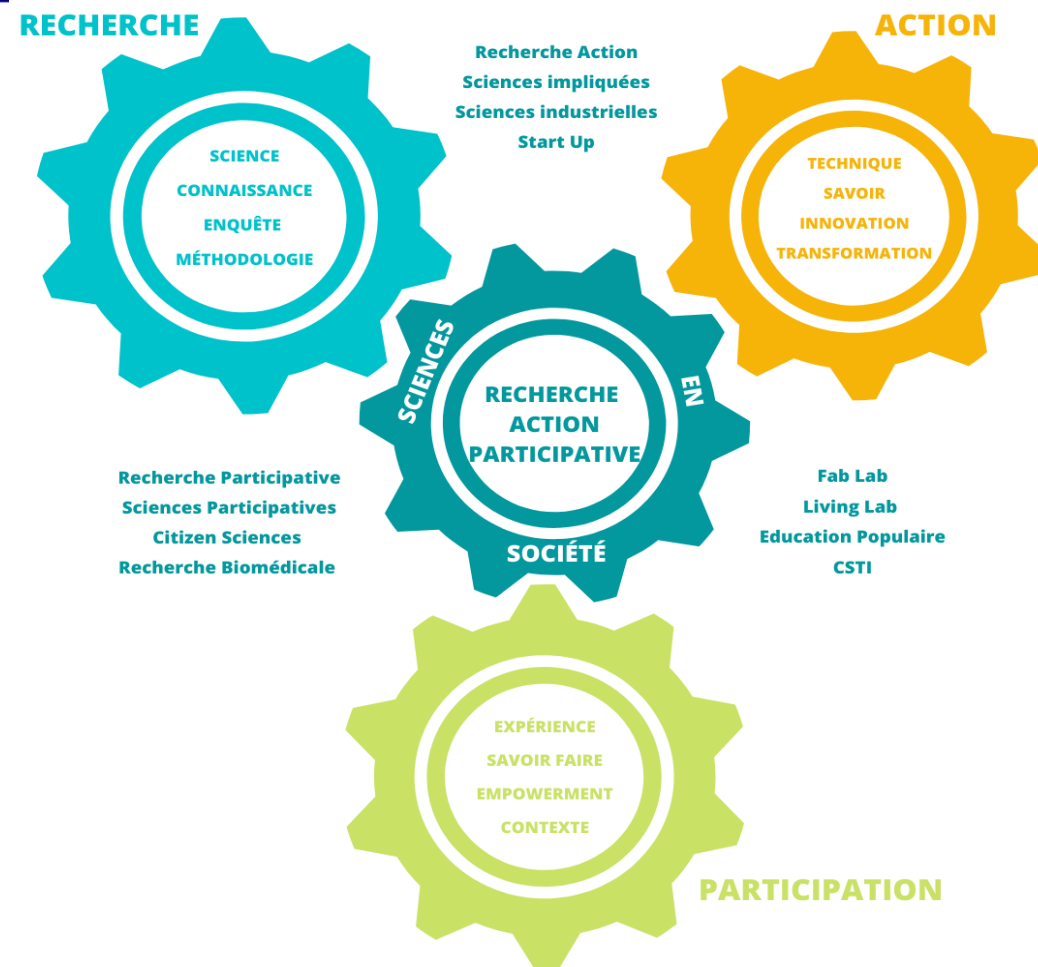 RECHERCHE
ACTION
Recherche Action
Sciences impliquées
Sciences industrielles
Start Up
SCIENCE
CONNAISSANCE
ENQUÊTE
MÉTHODOLOGIE
TECHNIQUE
SAVOIR
INNOVATION
TRANSFORMATION
SCIENCES
EN
SOCIÉTÉ
RECHERCHE
ACTION
PARTICIPATIVE
Recherche Participative
Sciences Participatives
Citizen Sciences
Recherche Biomédicale
Fab Lab
Living Lab
Education Populaire
CSTI
EXPÉRIENCE
SAVOIR FAIRE
EMPOWERMENT
CONTEXTE
PARTICIPATION